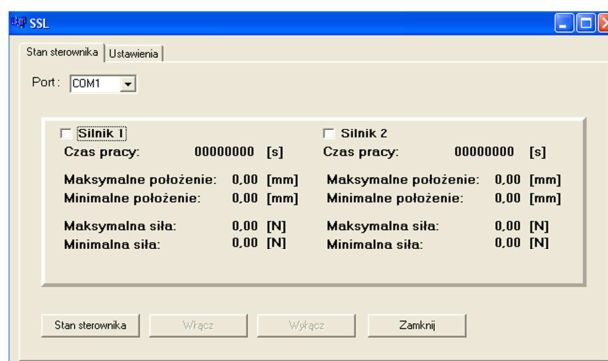 SSL
Stan sterownika Ustawienia
Port: COM1
Silnik 1 Silnik 2
Czas pracy: 00000000 [s] Czas pracy: 00000000 [s]
Maksymalne położenie: 0,00 [mm] Maksymalne położenie: 0,00 [mm]
Minimalne położenie: 0,00 [mm] Minimalne położenie: 0,00 [mm]
Maksymalna siła: 0,00 [N] Maksymalna siła: 0,00 [N]
Minimalna siła: 0,00 [N] Minimalna siła: 0,00 [N]
Stan sterownika Włącz Wyłącz Zamknij